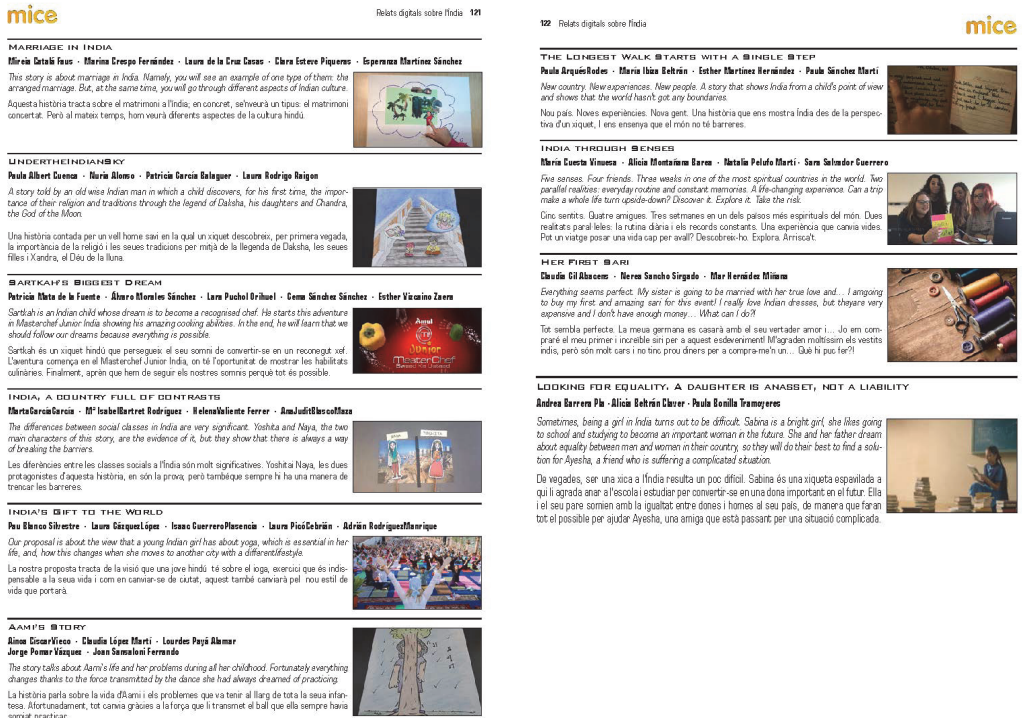 mice
Relats digitals sobre l'Índia 121
MARRIAGE IN INDIA
Mireia Catalá Faus · Marina Crespo Fernández · Laura de la Cruz Casas · Clara Esteve Piqueras · Esperanza Martínez Sánchez
This story is about marriage in India. Namely, you will see an example of one type of them: the
arranged marriage. But, at the same time, you will go through different aspects of Indian culture.
Aquesta història tracta sobre el matrimoni a l'Índia; en concret, se'nveurà un tipus: el matrimoni
concertat. Però al mateix temps, hom veurà diferents aspectes de la cultura hindú.
UNDERTHEINDIANSKY
Paula Albert Cuenca · Nuria Alonso · Patricia García Balaguer · Laura Rodrigo Raigon
A story told by an old wise Indian man in which a child discovers, for his first time, the impor-
tance of their religion and traditions through the legend of Daksha, his daughters and Chandra,
the God of the Moon.
Una història contada per un vell home savi en la qual un xiquet descobreix, per primera vegada,
la importància de la religió i les seues tradicions per mitjà de la llegenda de Daksha, les seues
filles i Xandra, el Déu de la lluna.
SARTKAH'S BIGGEST DREAM
Patricia Mata de la Fuente · Álvaro Morales Sánchez · Lara Puchol Orihuel · Gema Sánchez Sánchez · Esther Vizcaino Zaera
Sartkah is an Indian child whose dream is to become a recognised chef. He starts this adventure
in Masterchef Junior India showing his amazing cooking abilities. In the end, he will learn that we
should follow our dreams because everything is possible.
Sartkah és un xiquet hindú que persegueix el seu somni de convertir-se en un reconegut xef.
L'aventura comença en el Masterchef Junior Índia, on té l'oportunitat de mostrar les habilitats
culinàries. Finalment, aprèn que hem de seguir els nostres somnis perquè tot és possible.
Amul
JUNIOR
MASTERCHEF
INDIA, A COUNTRY FULL OF CONTRASTS
MartaGarcíaGarcía · Mª IsabelBartret Rodríguez · HelenaValiente Ferrer · AnaJuditBlascoMaza
The differences between social classes in India are very significant. Yoshita and Naya, the two
main characters of this story, are the evidence of it, but they show that there is always a way
of breaking the barriers.
Les diferències entre les classes socials a l'Índia són molt significatives. Yoshitai Naya, les dues
protagonistes d'aquesta història, en són la prova; però tambéque sempre hi ha una manera de
trencar les barreres.
INDIA'S GIFT TO THE WORLD
Pau Blanco Silvestre · Laura GázquezLópez · Isaac GuerreroPlasencia · Laura PicóCebrián · Adrián RodríguezManrique
Our proposal is about the view that a young Indian girl has about yoga, which is essential in her
life, and, how this changes when she moves to another city with a differentlifestyle.
La nostra proposta tracta de la visió que una jove hindú té sobre el ioga, exercici que és indis-
pensable a la seua vida i com en canviar-se de ciutat, aquest també canviarà pel nou estil de
vida que portarà.
AAMI'S STORY
Ainoa CiscarVieco · Claudia López Martí · Lourdes Payá Alamar
Jorge Pomar Vázquez · Joan Sansaloni Ferrando
The story talks about Aami's life and her problems during all her childhood. Fortunately everything
changes thanks to the force transmitted by the dance she had always dreamed of practicing.
La història parla sobre la vida d'Aami i els problemes que va tenir al llarg de tota la seua infan-
tesa. Afortunadament, tot canvia gràcies a la força que li transmet el ball que ella sempre havia
somiat practicar.
122 Relats digitals sobre l'Índia
mice
THE LONGEST WALK STARTS WITH A SINGLE STEP
Paula ArquésRodes · Maria Ibiza Beltrán · Esther Martínez Hernández · Paula Sánchez Martí
New country. New experiences. New people. A story that shows India from a child's point of view
and shows that the world hasn't got any boundaries.
Nou país. Noves experiències. Nova gent. Una història que ens mostra Índia des de la perspec-
tiva d'un xiquet, I ens ensenya que el món no té barreres.
INDIA THROUGH SENSES
María Cuesta Vinuesa · Alicia Montañana Barea · Natalia Pelufo Martí · Sara Salvador Guerrero
Five senses. Four friends. Three weeks in one of the most spiritual countries in the world. Two
parallel realities: everyday routine and constant memories. A life-changing experience. Can a trip
make a whole life turn upside-down? Discover it. Explore it. Take the risk.
Cinc sentits. Quatre amigues. Tres setmanes en un dels països més espirituals del món. Dues
realitats paral·leles: la rutina diària i els records constants. Una experiència que canvia vides.
Pot un viatge posar una vida cap per avall? Descobreix-ho. Explora. Arrisca't.
HER FIRST SARI
Claudia Gil Abacens · Nerea Sancho Sirgado · Mar Hernádez Miñana
Everything seems perfect. My sister is going to be married with her true love and... I amgoing
to buy my first and amazing sari for this event! I really love Indian dresses, but theyare very
expensive and I don't have enough money... What can I do?!
Tot sembla perfecte. La meua germana es casarà amb el seu vertader amor i... Jo em com-
praré el meu primer i increïble siri per a aquest esdeveniment! M'agraden moltíssim els vestits
indis, però són molt cars i no tinc prou diners per a compra-me'n un... Què hi puc fer?!
LOOKING FOR EQUALITY. A DAUGHTER IS ANASSET, NOT A LIABILITY
Andrea Barrera Pla · Alicia Beltrán Claver · Paula Bonilla Tramoyeres
Sometimes, being a girl in India turns out to be difficult. Sabina is a bright girl, she likes going
to school and studying to become an important woman in the future. She and her father dream
about equality between men and women in their country, so they will do their best to find a solu-
tion for Ayesha, a friend who is suffering a complicated situation.
De vegades, ser una xica a l'Índia resulta un poc difícil. Sabina és una xiqueta espavilada a
qui li agrada anar a l'escola i estudiar per convertir-se en una dona important en el futur. Ella
i el seu pare somien amb la igualtat entre dones i homes al seu país, de manera que faran
tot el possible per ajudar Ayesha, una amiga que està passant per una situació complicada.